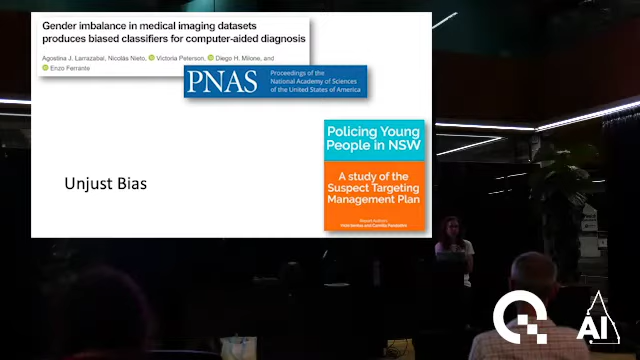 Gender imbalance in medical imaging datasets
produces biased classifiers for computer-aided diagnosis
Agostina J. Larrazabal, Nicolás Nieto, Victoria Peterson, Diego H. Milone, and
Enzo Ferrante
PNAS
Proceedings of the
National Academy of Sciences
of the United States of America
Policing Young
People in NSW
A study of the
Suspect Targeting
Management Plan
Unjust Bias
AI